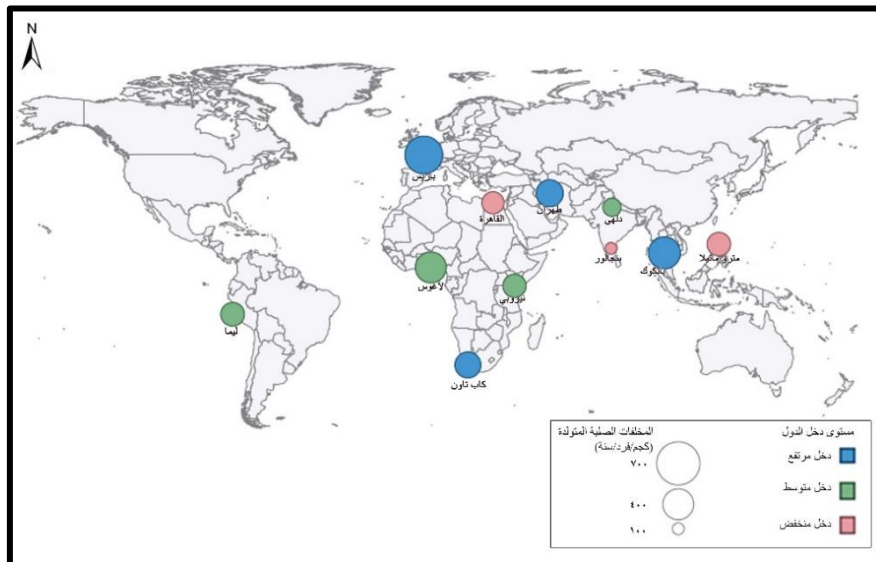 N
باريس
طهران
القاهرة
دلهي
بنجالور
مترو مانيلا
بانكوك
لاغوس
نيروبي
ليما
كاب تاون
مستوى دخل الدول
المخلفات الصلبة المتولدة
(كجم/فرد/سنة)
دخل مرتفع
٧٠٠
دخل متوسط
٤٠٠
دخل منخفض
١٠٠